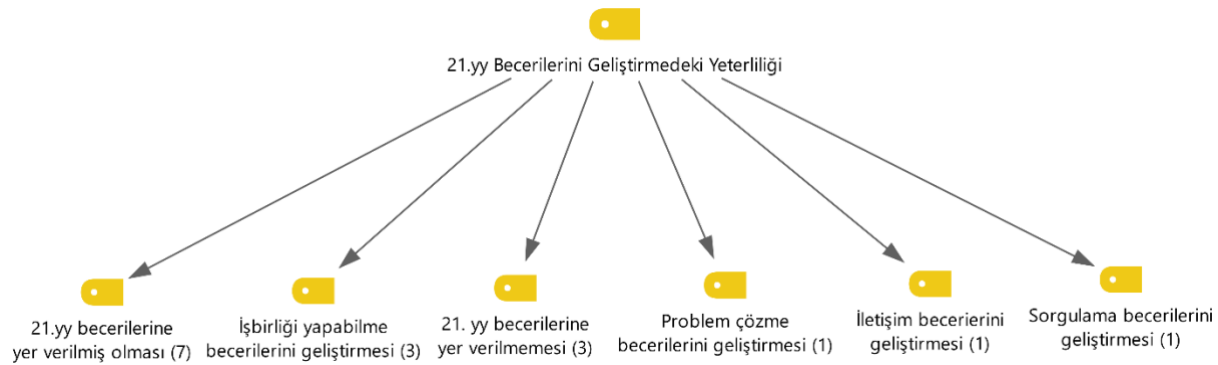 21.yy Becerilerini Geliştirmedeki Yeterliliği
21.yy becerilerine
yer verilmiş olması (7)
İşbirliği yapabilme
becerilerini geliştirmesi (3)
21. yy becerilerine
yer verilmemesi (3)
Problem çözme
becerilerini geliştirmesi (1)
İletişim becerierini
geliştirmesi (1)
Sorgulama becerilerini
geliştirmesi (1)